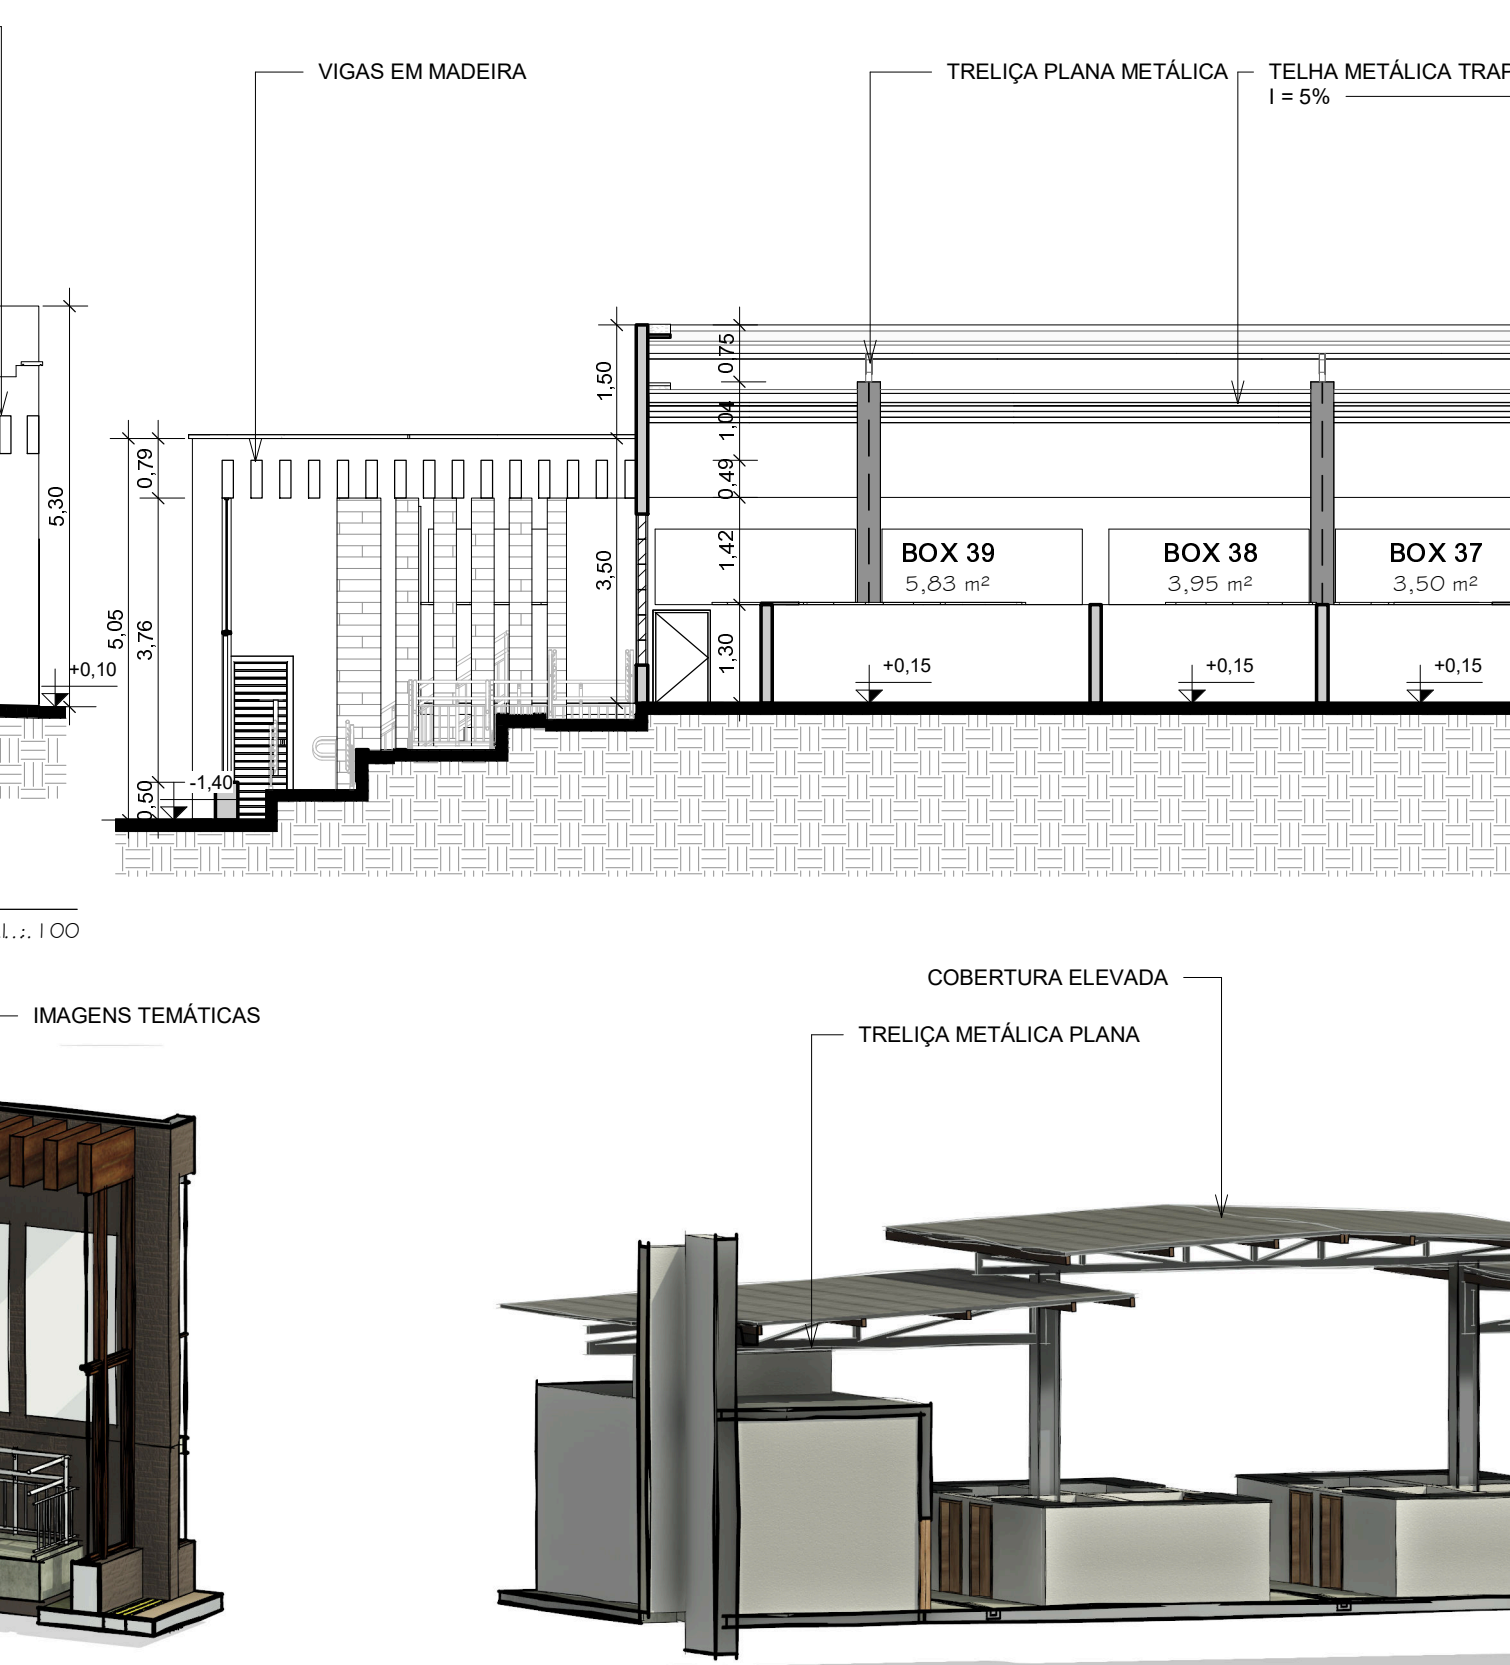 VIGAS EM MADEIRA
TRELIÇA PLANA METÁLICA
TELHA METÁLICA TRAP
I = 5%
0,75
1,50
1,04
0,79
0,49
5,30
1,42
3,50
BOX 39
5,83 m²
BOX 38
3,95 m²
BOX 37
3,50 m²
5,05
3,76
1,30
+0,10
+0,15
+0,15
+0,15
-1,40
0,50
100
COBERTURA ELEVADA
IMAGENS TEMÁTICAS
TRELIÇA METÁLICA PLANA